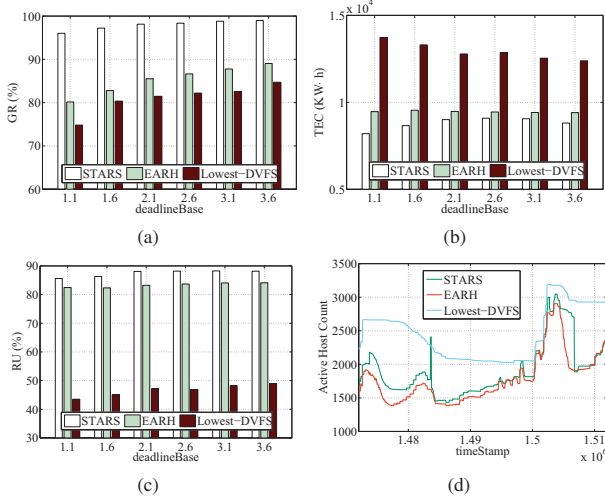 100
90
80
70
60
GR (%)
STARS EARH Lowest−DVFS
1.1 1.6 2.1 2.6 3.1 3.6
deadlineBase
(a)
x 10^4
1.5
1.0
0.5
TEC (KW· h)
STARS EARH Lowest−DVFS
1.1 1.6 2.1 2.6 3.1 3.6
deadlineBase
(b)
90
80
70
60
50
40
30
RU (%)
STARS EARH Lowest−DVFS
1.1 1.6 2.1 2.6 3.1 3.6
deadlineBase
(c)
3500
3000
2500
2000
1500
1000
Active Host Count
STARS
EARH
Lowest−DVFS
1.48 1.49 1.5 1.51
timeStamp
x 10^6
(d)